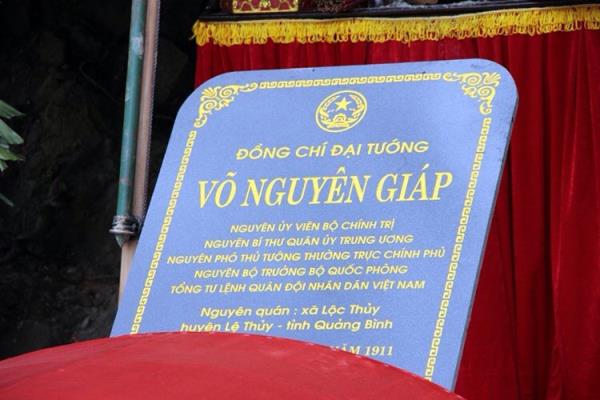 ĐỒNG CHÍ ĐẠI TƯỚNG
VÕ NGUYÊN GIÁP
NGUYÊN ỦY VIÊN BỘ CHÍNH TRỊ
NGUYÊN BÍ THƯ QUÂN ỦY TRUNG ƯƠNG
NGUYÊN PHÓ THỦ TƯỚNG THƯỜNG TRỰC CHÍNH PHỦ
NGUYÊN BỘ TRƯỞNG BỘ QUỐC PHÒNG
TỔNG TƯ LỆNH QUÂN ĐỘI NHÂN DÂN VIỆT NAM
Nguyên quán : xã Lộc Thủy
huyện Lệ Thủy - tỉnh Quảng Bình
NĂM 1911